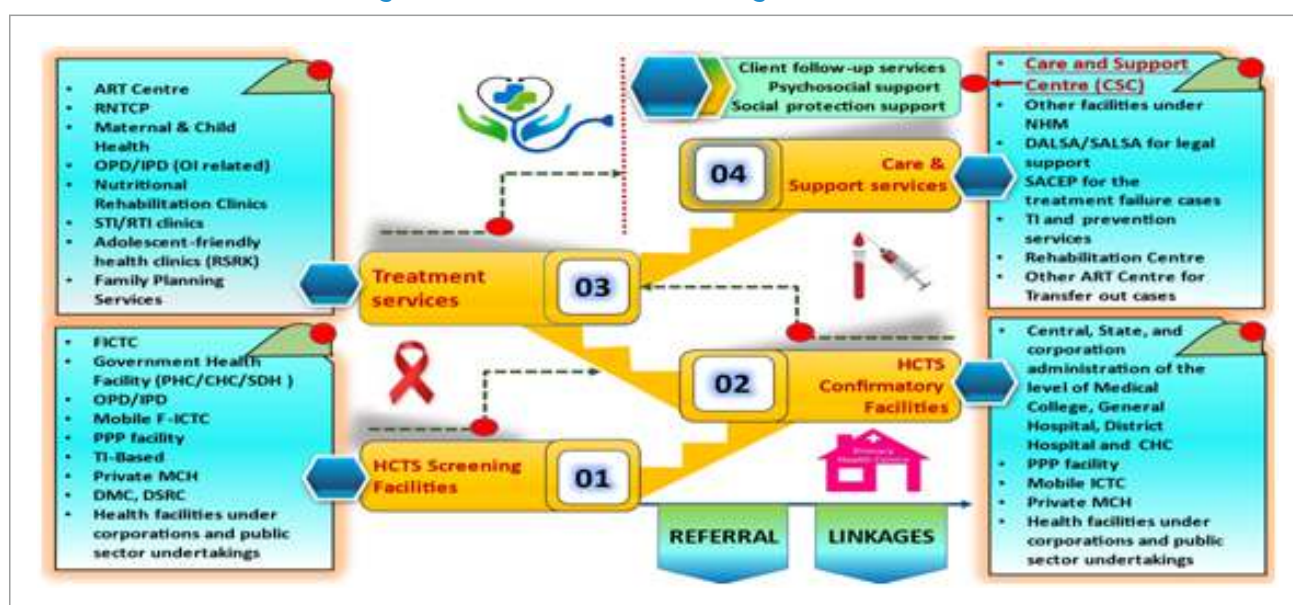 • ART Centre
• RNTCP
• Maternal & Child
Health
• OPD/IPD (OI related)
• Nutritional
Rehabilitation Clinics
• STI/RTI clinics
• Adolescent-friendly
health clinics (RSRK)
• Family Planning
Services
Client follow-up services
Psychosocial support
Social protection support
• Care and Support
Centre (CSC)
• Other facilities under
NHM
• DALSA/SALSA for legal
support
• SACEP for the
treatment failure cases
• TI and prevention
services
• Rehabilitation Centre
• Other ART Centre for
Transfer out cases
04
Care &
Support services
Treatment
services
03
• FICTC
• Government Health
Facility (PHC/CHC/SDH )
• OPD/IPD
• Mobile F-ICTC
• PPP facility
• TI-Based
• Private MCH
• DMC, DSRC
• Health facilities under
corporations and public
sector undertakings
02
HCTS
Confirmatory
Facilities
• Central, State, and
corporation
administration of the
level of Medical
College, General
Hospital, District
Hospital and CHC
• PPP facility
• Mobile ICTC
• Private MCH
• Health facilities under
corporations and public
sector undertakings
HCTS Screening
Facilities
01
Primary
Health Centre
REFERRAL
LINKAGES